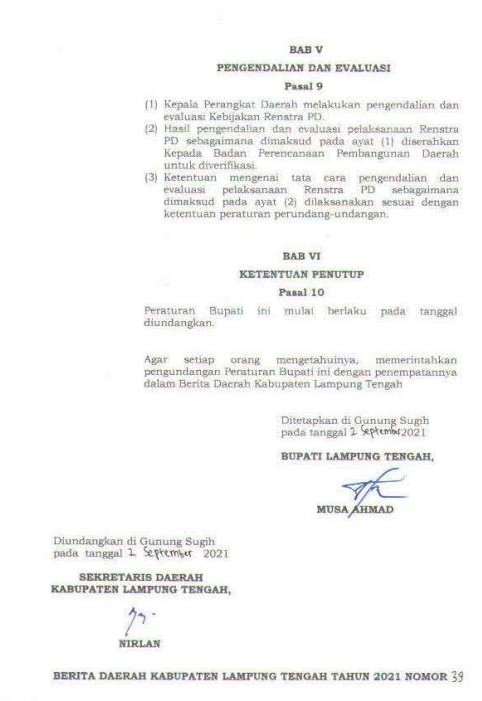 BAB V
PENGENDALIAN DAN EVALUASI
Pasal 9
(1) Kepala Perangkat Daerah melakukan pengendalian dan
evaluasi Kebijakan Renstra PD.
(2) Hasil pengendalian dan evaluasi pelaksanaan Renstra
PD sebagaimana dimaksud pada ayat (1) diserahkan
Kepada Badan Perencanaan Pembangunan Daerah
untuk diverifikasi.
(3) Ketentuan mengenai tata cara pengendalian dan
evaluasi pelaksanaan Renstra PD sebagaimana
dimaksud pada ayat (2) dilaksanakan sesuai dengan
ketentuan peraturan perundang-undangan.
BAB VI
KETENTUAN PENUTUP
Pasal 10
Peraturan Bupati ini mulai berlaku pada tanggal
diundangkan.
Agar setiap orang mengetahuinya, memerintahkan
pengundangan Peraturan Bupati ini dengan penempatannya
dalam Berita Daerah Kabupaten Lampung Tengah
Ditetapkan di Gunung Sugih
pada tanggal 2 September 2021
BUPATI LAMPUNG TENGAH,
MUSA AHMAD
Diundangkan di Gunung Sugih
pada tanggal 2 September 2021
SEKRETARIS DAERAH
KABUPATEN LAMPUNG TENGAH,
NIRLAN
BERITA DAERAH KABUPATEN LAMPUNG TENGAH TAHUN 2021 NOMOR 39